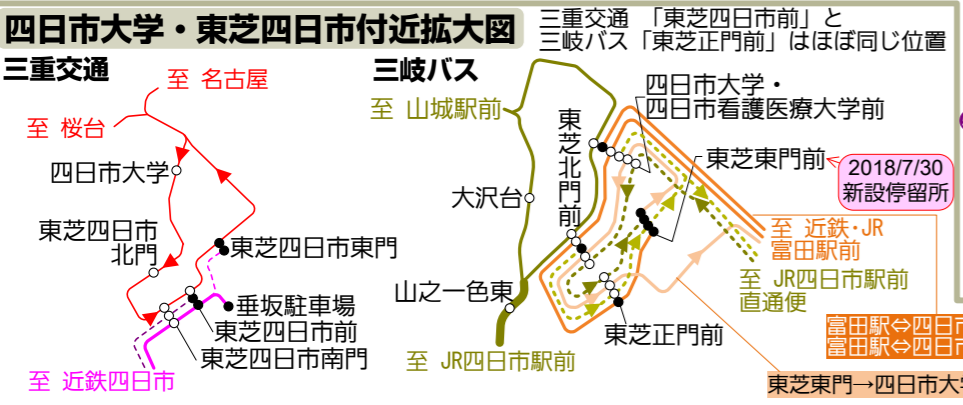 四日市大学・東芝四日市付近拡大図
三重交通 「東芝四日市前」と
三岐バス「東芝正門前」はほぼ同じ位置
三重交通
至 名古屋
至 桜台
四日市大学
東芝四日市
北門
東芝四日市東門
垂坂駐車場
東芝四日市前
東芝四日市南門
至 近鉄四日市
三岐バス
至 山城駅前
四日市大学・
四日市看護医療大学前
東芝北門前
東芝東門前
2018/7/30
新設停留所
大沢台
至 近鉄・JR
富田駅前
至 JR四日市駅前
直通便
山之一色東
東芝正門前
至 JR四日市駅前
富田駅⇔四日市
富田駅⇔四日市
東芝東門→四日市大学